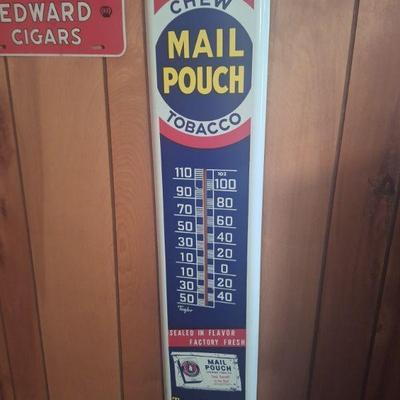 EDWARD
CIGARS
CHEW
MAIL
POUCH
TOBACCO
110
100
90
80
70
60
50
40
30
20
10
0
10
20
30
40
50
Taylor
SEALED IN FLAVOR
FACTORY FRESH
MAIL
POUCH